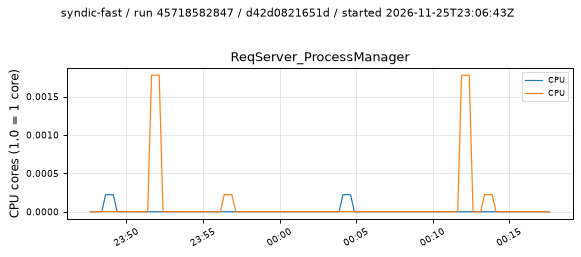 syndic-fast / run 45718582847 / d42d0821651d / started 2026-11-25T23:06:43Z
ReqServer_ProcessManager
CPU cores (1.0 = 1 core)
0.0015
0.0010
0.0005
0.0000
CPU
CPU
23:50
23:55
00:00
00:05
00:10
00:15